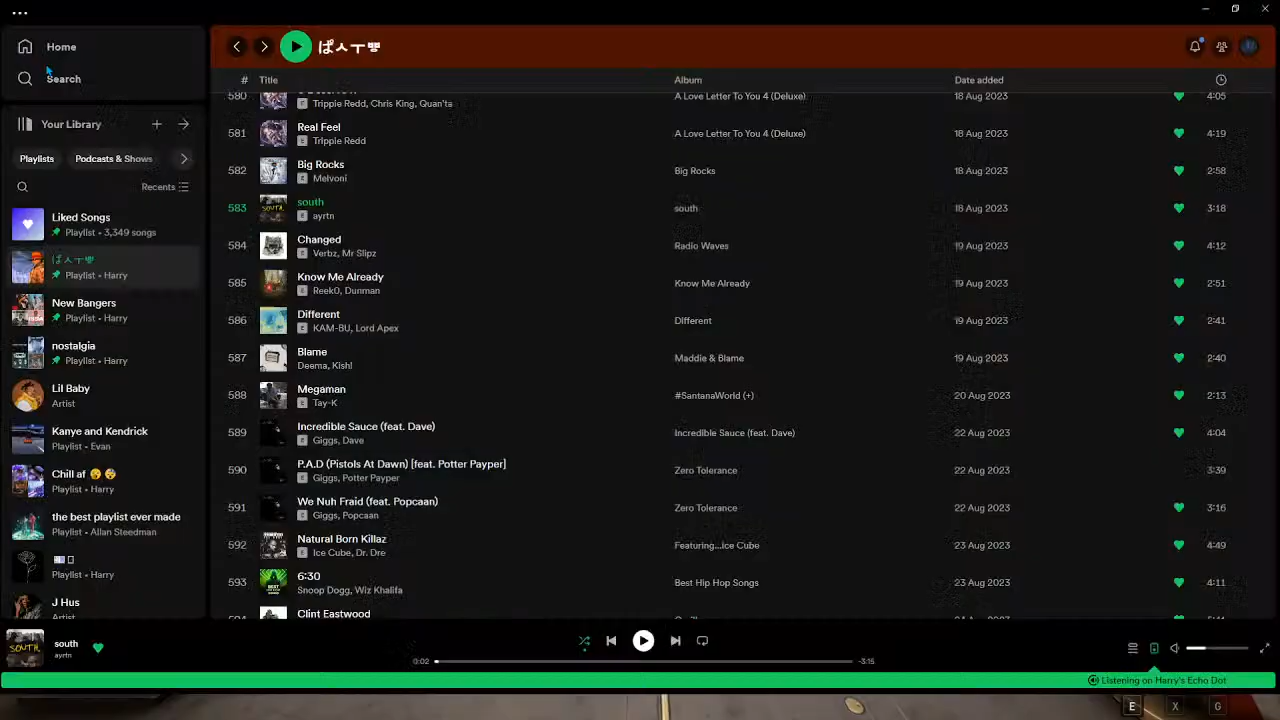 Home
Search
Your Library
Playlists
Podcasts & Shows
Recents
Liked Songs
Playlist • 3,349 songs
Playlist • Harry
New Bangers
Playlist • Harry
nostalgia
Playlist • Harry
Lil Baby
Artist
Kanye and Kendrick
Playlist • Evan
Chill af 😮‍💨 😮‍💨
Playlist • Harry
the best playlist ever made
Playlist • Allan Steedman
Playlist • Harry
J Hus
Artist
# Title Album Date added
580 Trippie Redd, Chris King, Quan'ta A Love Letter To You 4 (Deluxe) 18 Aug 2023 4:05
581 Real Feel A Love Letter To You 4 (Deluxe) 18 Aug 2023 4:19
E Trippie Redd
582 Big Rocks Big Rocks 18 Aug 2023 2:58
E Melvoni
583 south south 18 Aug 2023 3:18
E ayrtn
584 Changed Radio Waves 19 Aug 2023 4:12
E Verbz, Mr Slipz
585 Know Me Already Know Me Already 19 Aug 2023 2:51
E ReekO, Dunman
586 Different Different 19 Aug 2023 2:41
E KAM-BU, Lord Apex
587 Blame Maddie & Blame 19 Aug 2023 2:40
Deema, Kish!
588 Megaman #SantanaWorld (+) 20 Aug 2023 2:13
E Tay-K
589 Incredible Sauce (feat. Dave) Incredible Sauce (feat. Dave) 22 Aug 2023 4:04
E Giggs, Dave
590 P.A.D (Pistols At Dawn) [feat. Potter Payper] Zero Tolerance 22 Aug 2023 3:39
E Giggs, Potter Payper
591 We Nuh Fraid (feat. Popcaan) Zero Tolerance 22 Aug 2023 3:16
E Giggs, Popcaan
592 Natural Born Killaz Featuring...Ice Cube 23 Aug 2023 4:49
E Ice Cube, Dr. Dre
593 6:30 Best Hip Hop Songs 23 Aug 2023 4:11
Snoop Dogg, Wiz Khalifa
Clint Eastwood
south
ayrtn
0:02 -3:15
Listening on Harry's Echo Dot
E X G